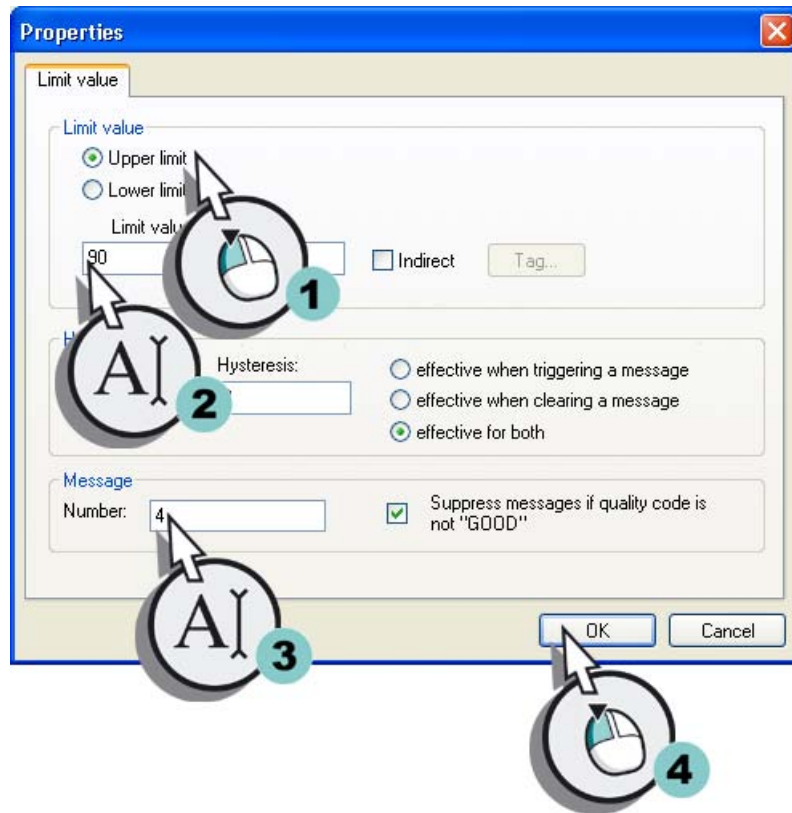 Properties
Limit value
Limit value
Upper limit
Lower limit
Limit
90
Indirect
Tag...
1
Hysteresis:
effective when triggering a message
2
effective when clearing a message
effective for both
Message
Number:
4
Suppress messages if quality code is
not "GOOD"
A
A
3
OK
Cancel
4